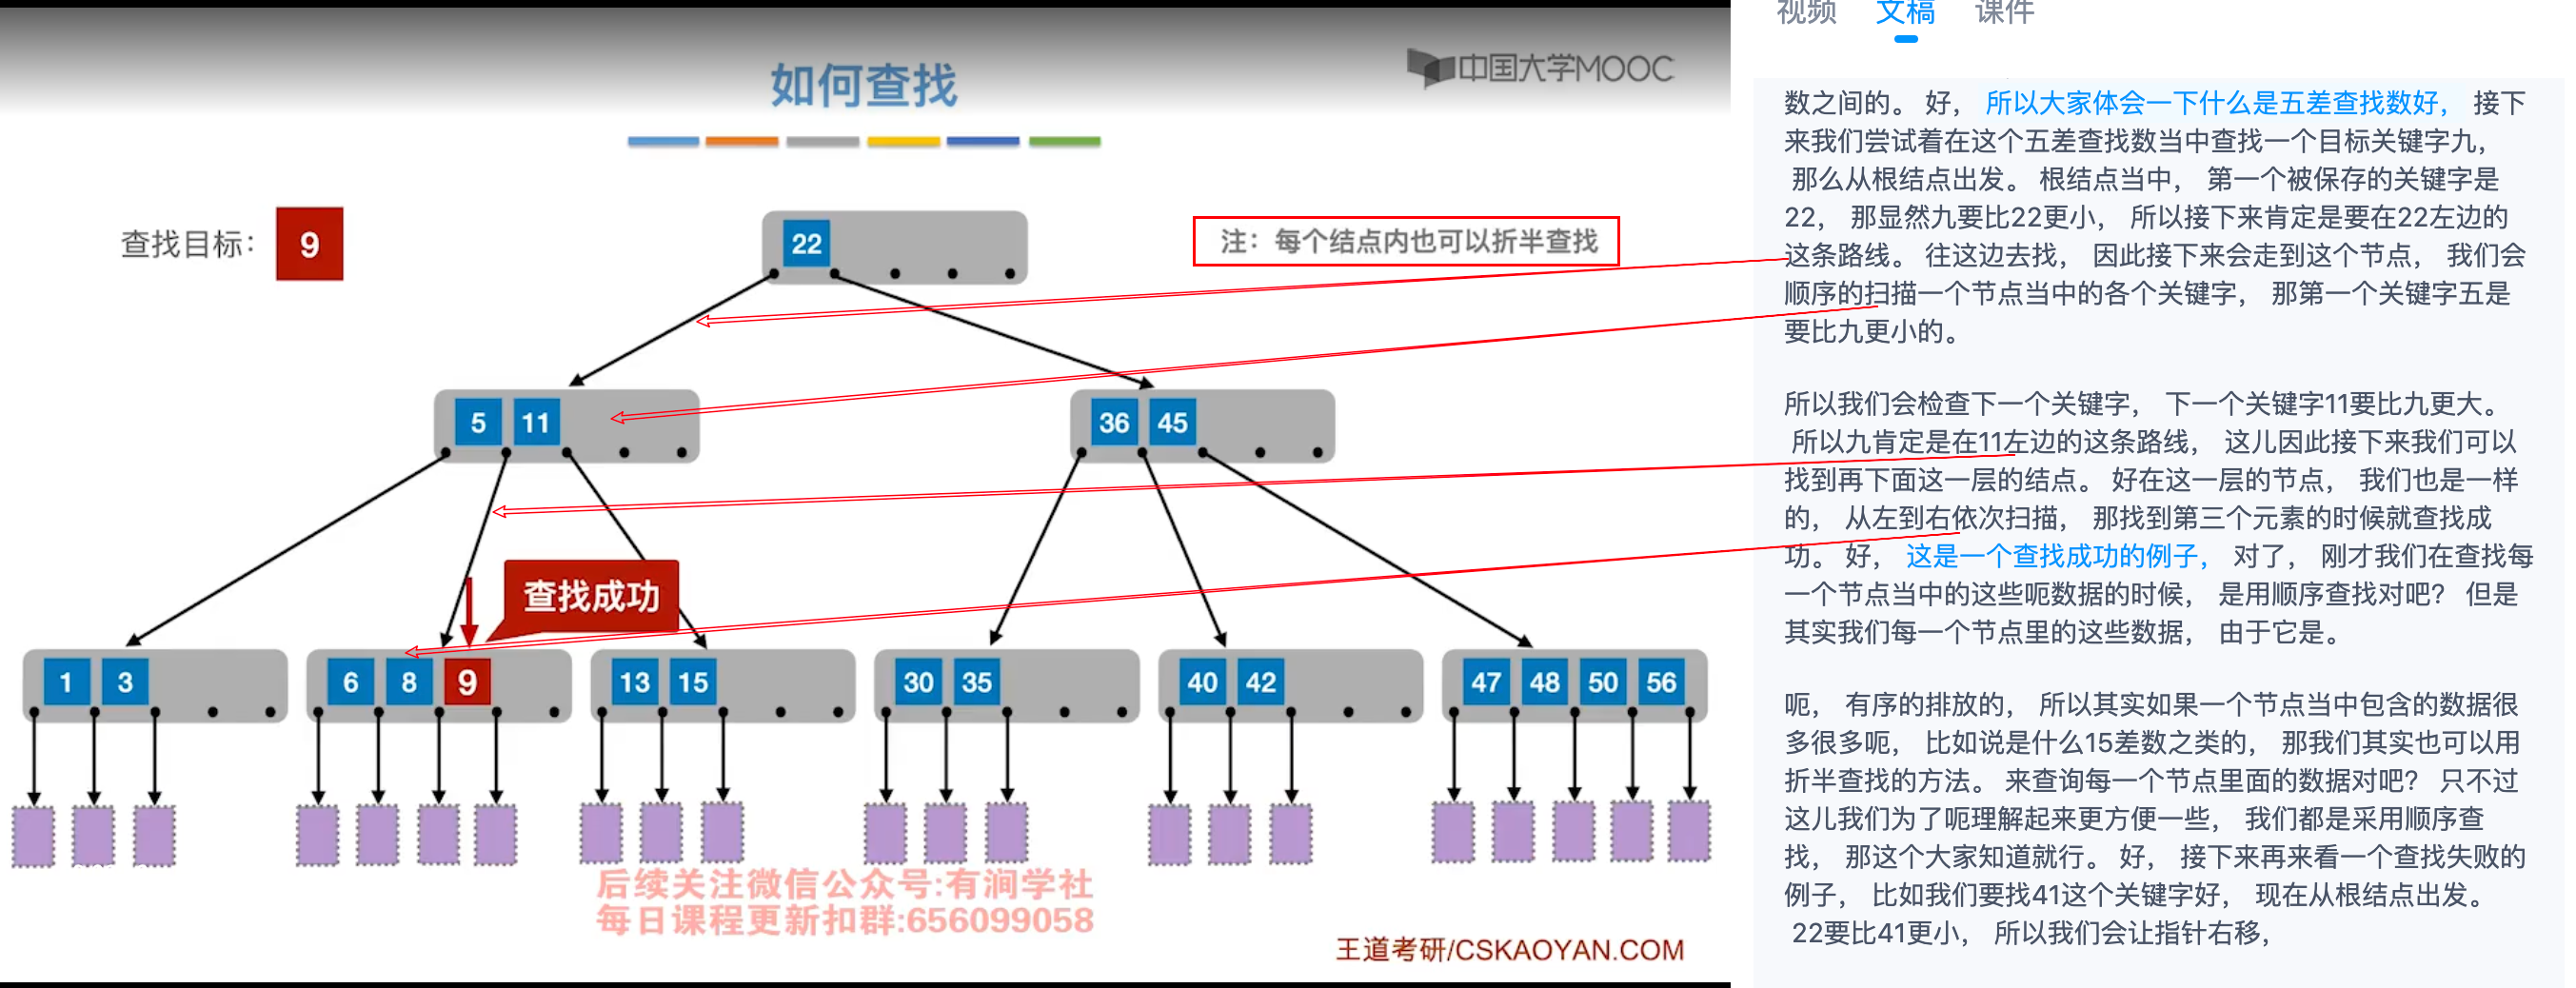 如何查找
中国大学MOOC
查找目标：
9
22
注：每个结点内也可以折半查找
5 11
36 45
查找成功
1 3
6 8 9
13 15
30 35
40 42
47 48 50 56
后续关注微信公众号:有涧学社
每日课程更新扣群:656099058
王道考研/CSKAOYAN.COM
视频 文稿 课件
数之间的。 好， 所以大家体会一下什么是五差查找数好， 接下
来我们尝试着在这个五差查找数当中查找一个目标关键字九，
那么从根结点出发。 根结点当中， 第一个被保存的关键字是
22， 那显然九要比22更小， 所以接下来肯定是要在22左边的
这条路线。 往这边去找， 因此接下来会走到这个节点， 我们会
顺序的扫描一个节点当中的各个关键字， 那第一个关键字五是
要比九更小的。
所以我们会检查下一个关键字， 下一个关键字11要比九更大。
所以九肯定是在11左边的这条路线， 这儿因此接下来我们可以
找到再下面这一层的结点。 好在这一层的节点， 我们也是一样
的， 从左到右依次扫描， 那找到第三个元素的时候就查找成
功。 好， 这是一个查找成功的例子， 对了， 刚才我们在查找每
一个节点当中的这些呃数据的时候， 是用顺序查找对吧？ 但是
其实我们每一个节点里的这些数据， 由于它是。
呃， 有序的排放的， 所以其实如果一个节点当中包含的数据很
多很多呃， 比如说是什么15差数之类的， 那我们其实也可以用
折半查找的方法。 来查询每一个节点里面的数据对吧？ 只不过
这儿我们为了呃理解起来更方便一些， 我们都是采用顺序查
找， 那这个大家知道就行。 好， 接下来再来看一个查找失败的
例子， 比如我们要找41这个关键字好， 现在从根结点出发。
22要比41更小， 所以我们会让指针右移，